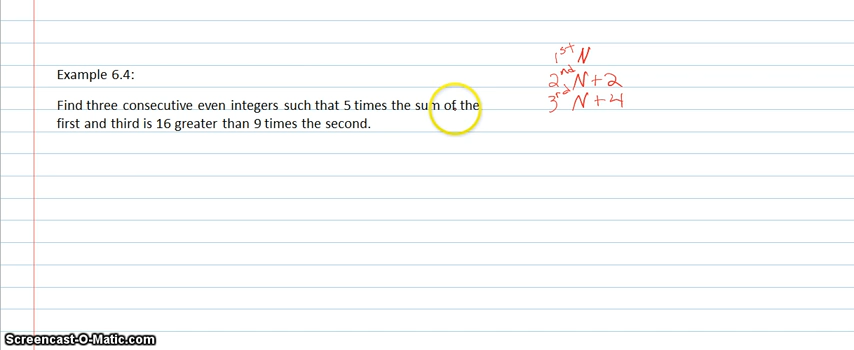 1st N
2nd N+2
3rd N+4
Example 6.4:
Find three consecutive even integers such that 5 times the sum of the
first and third is 16 greater than 9 times the second.
Screencast-O-Matic.com